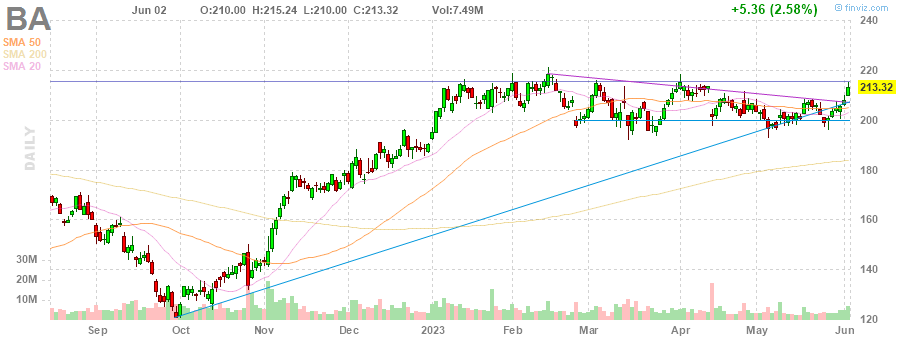 BA
Jun 02 O:210.00 H:215.24 L:210.00 C:213.32 Vol:7.49M +5.36 (2.58%)
© finviz.com
SMA 50
SMA 200
SMA 20
DAILY
240
220
213.32
200
180
160
140
120
30M
20M
10M
Sep Oct Nov Dec 2023 Feb Mar Apr May Jun